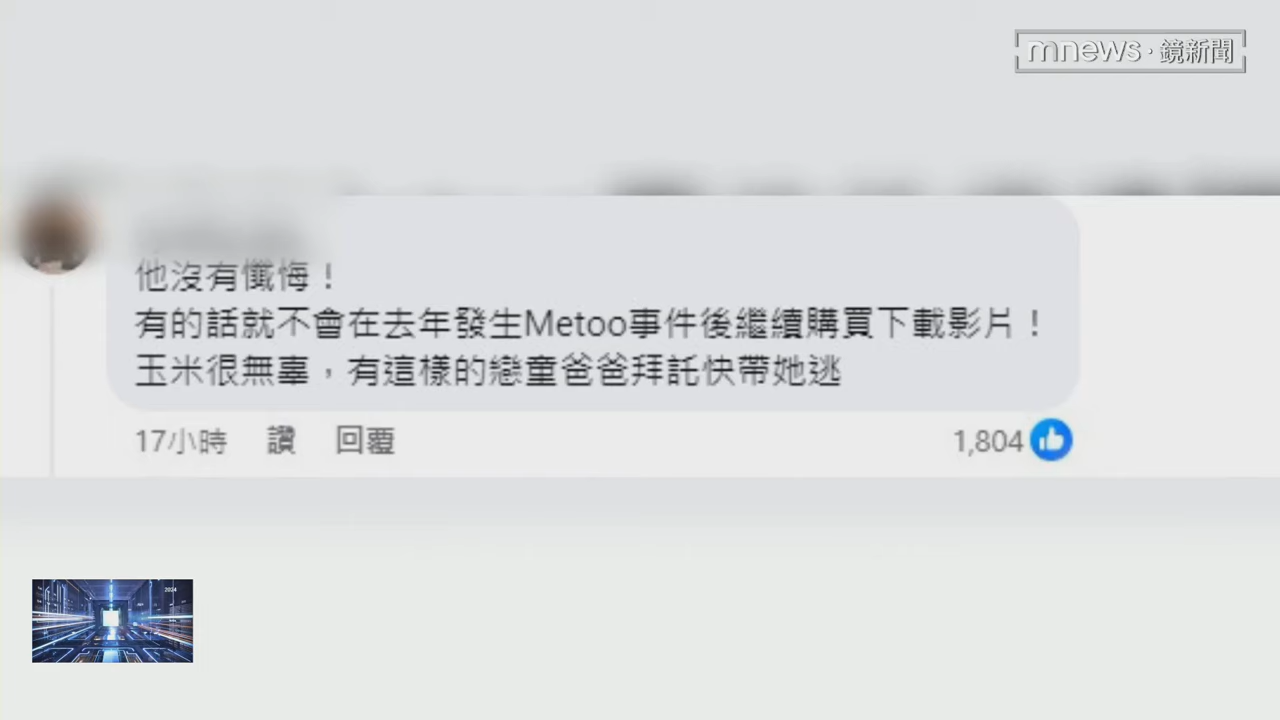 mnews·鏡新聞
他沒有懺悔！
有的話就不會在去年發生Metoo事件後繼續購買下載影片！
玉米很無辜，有這樣的戀童爸爸拜託快帶她逃
17小時 讚 回覆 1,804
2024